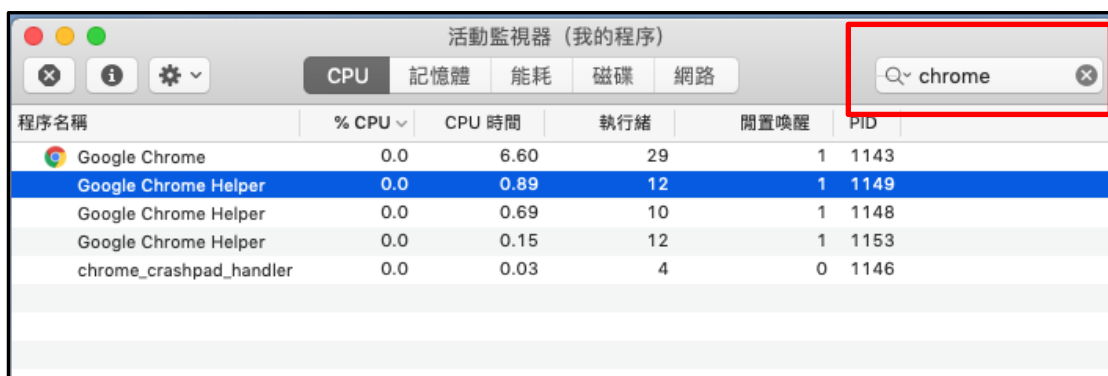 活動監視器（我的程序）
CPU 記憶體 能耗 磁碟 網路 chrome
程序名稱 % CPU CPU 時間 執行緒 閒置喚醒 PID
Google Chrome 0.0 6.60 29 1 1143
Google Chrome Helper 0.0 0.89 12 1 1149
Google Chrome Helper 0.0 0.69 10 1 1148
Google Chrome Helper 0.0 0.15 12 1 1153
chrome_crashpad_handler 0.0 0.03 4 0 1146